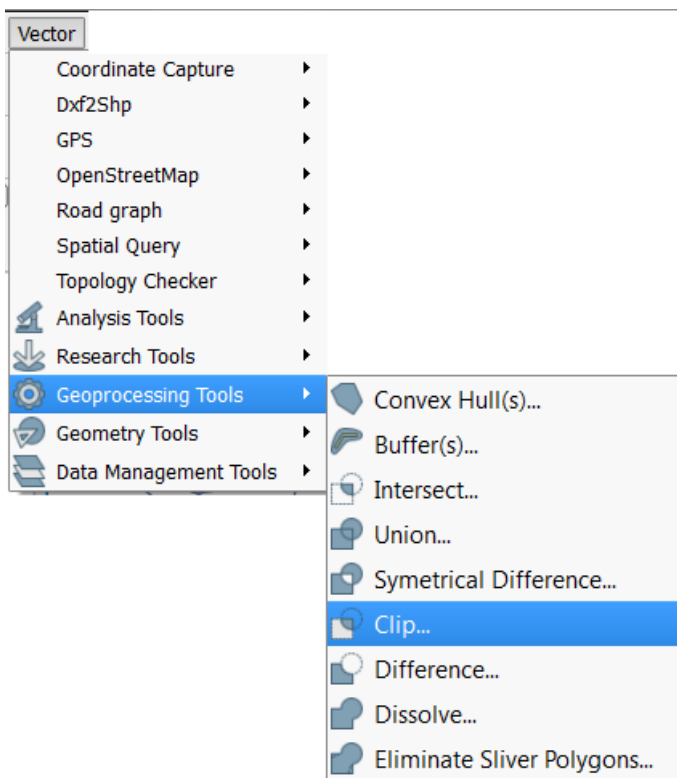 Vector
Coordinate Capture
Dxf2Shp
GPS
OpenStreetMap
Road graph
Spatial Query
Topology Checker
Analysis Tools
Research Tools
Geoprocessing Tools
Geometry Tools
Data Management Tools
Convex Hull(s)...
Buffer(s)...
Intersect...
Union...
Symetrical Difference...
Clip...
Difference...
Dissolve...
Eliminate Sliver Polygons...